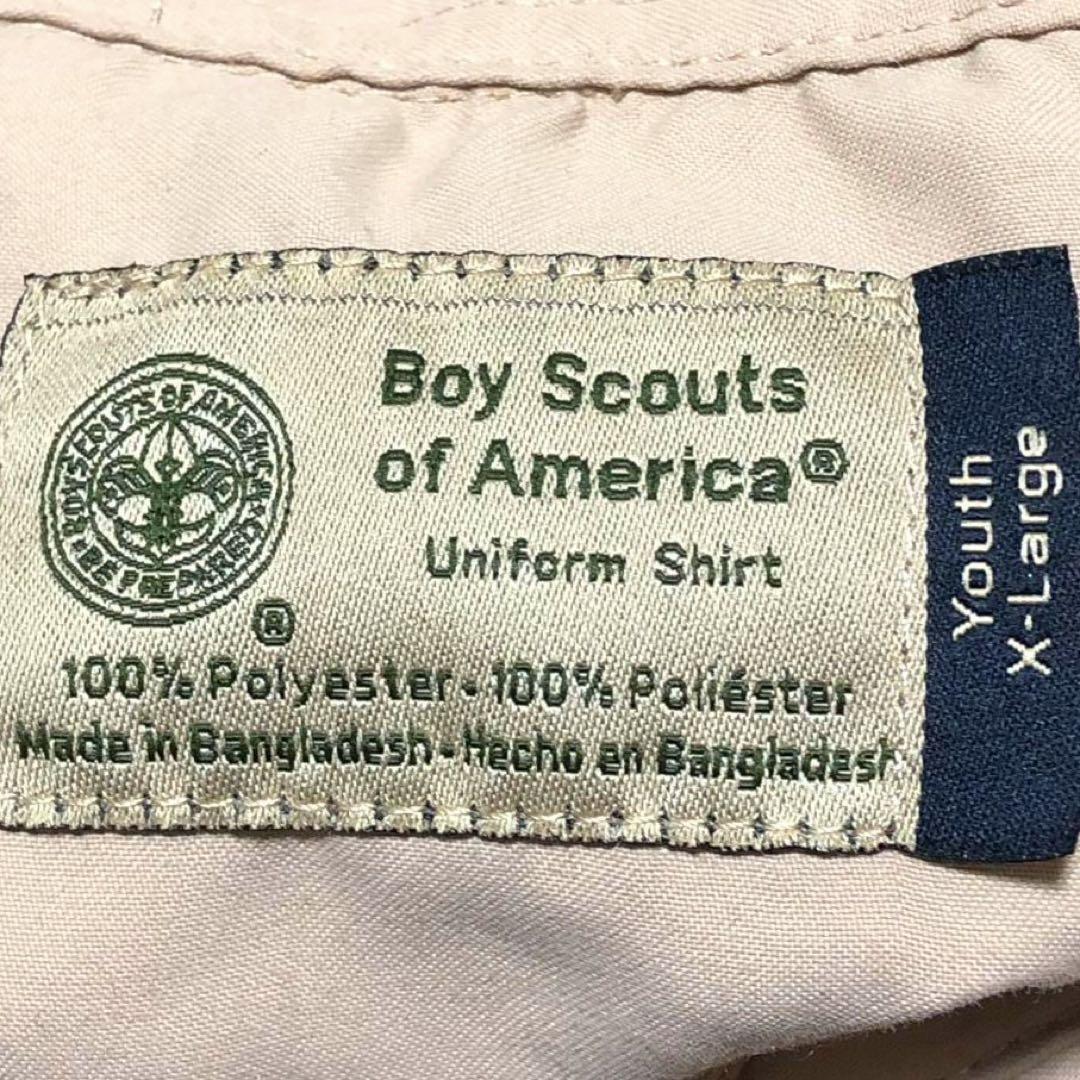 BOY SCOUTS OF AMERICA
BE PREPARED
®
Boy Scouts
of America®
Uniform Shirt
100% Polyester - 100% Poliéster
Made in Bangladesh - Hecho en Bangladesh
Youth
X-Large